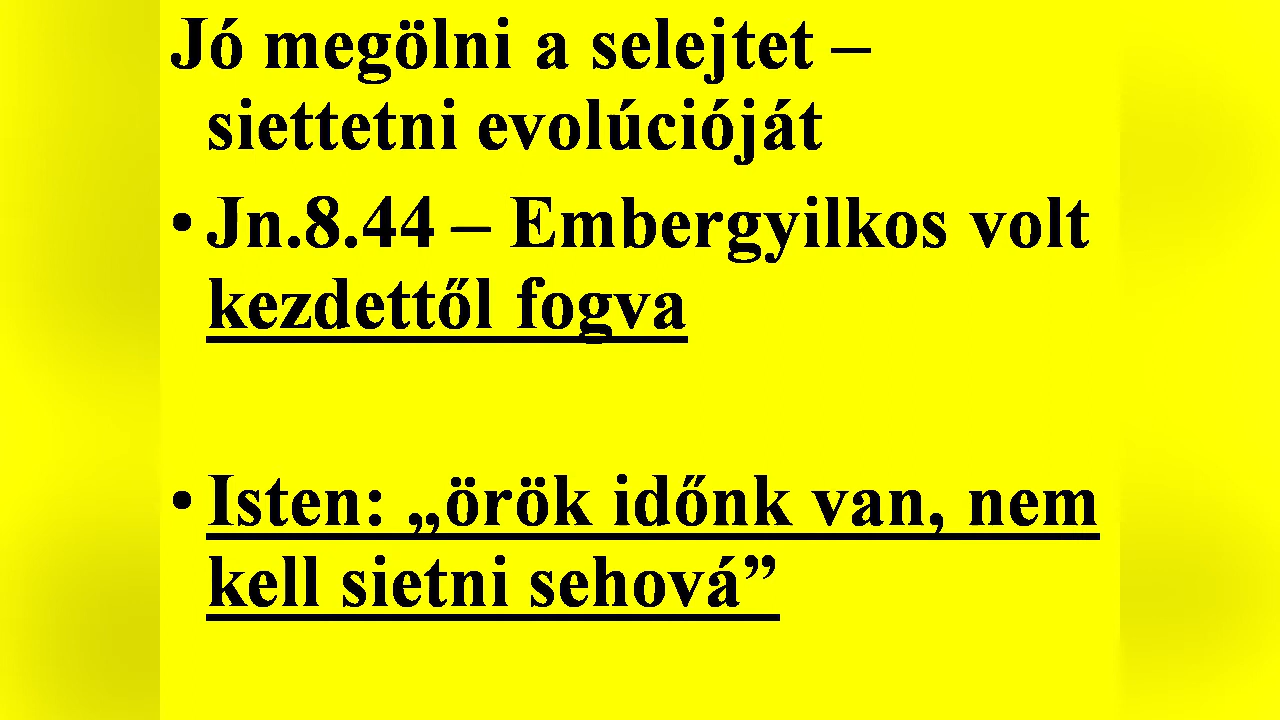 Jó megölni a selejtet –
siettetni evolúcióját
• Jn.8.44 – Embergyilkos volt
kezdettől fogva
• Isten: „örök időnk van, nem
kell sietni sehová”